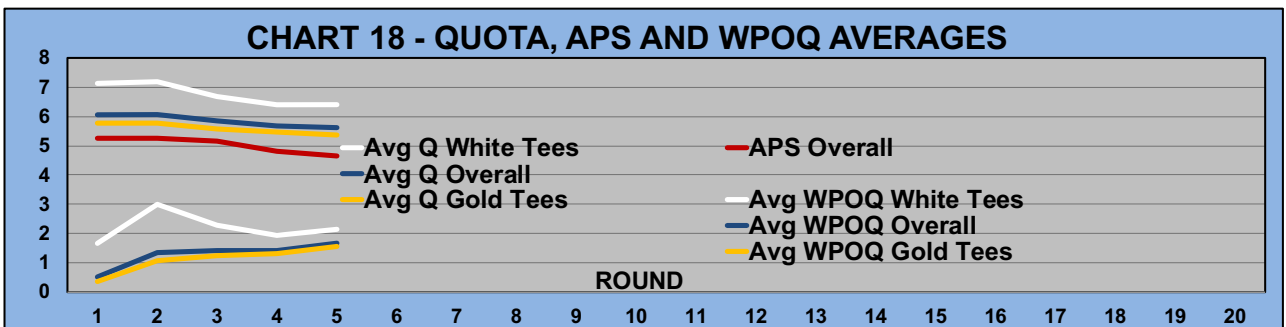 CHART 18 - QUOTA, APS AND WPOQ AVERAGES
8
7
6
5
4
3
2
1
0
Avg Q White Tees
APS Overall
Avg Q Overall
Avg Q Gold Tees
Avg WPOQ White Tees
Avg WPOQ Overall
Avg WPOQ Gold Tees
ROUND
1 2 3 4 5 6 7 8 9 10 11 12 13 14 15 16 17 18 19 20